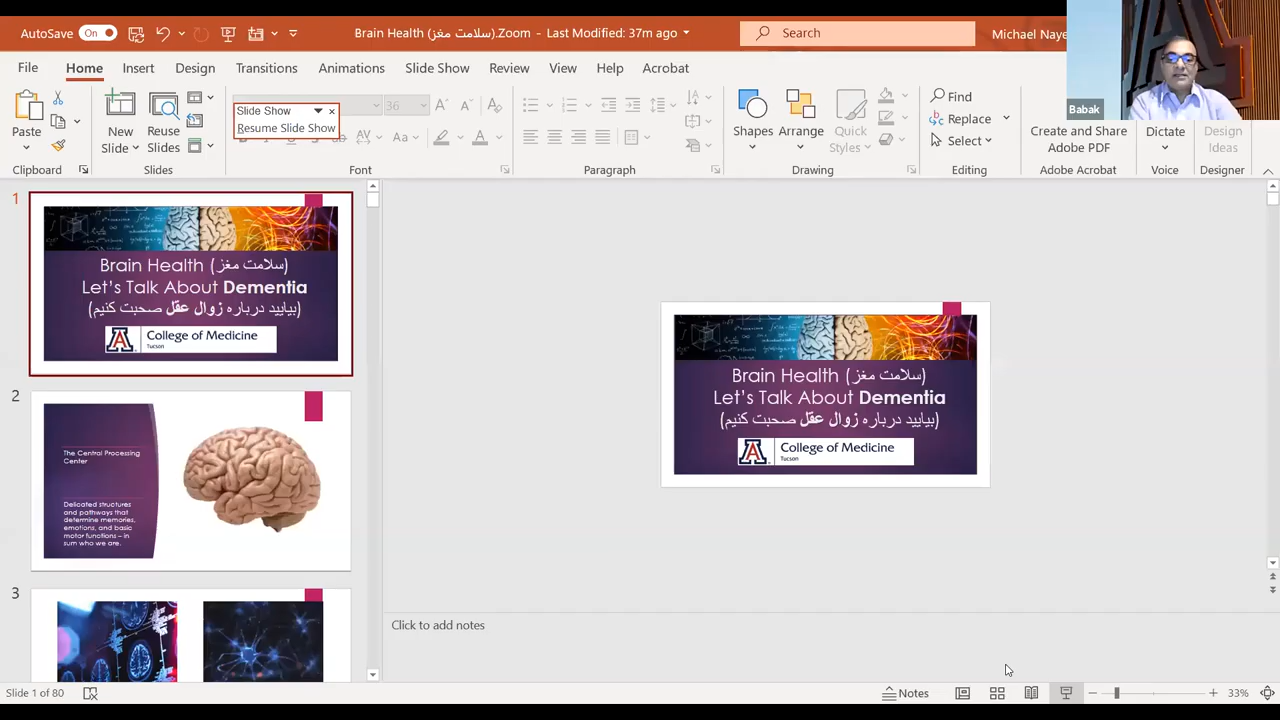 AutoSave On
Brain Health (سلامت مغز).Zoom - Last Modified: 37m ago
Search
Babak
File Home Insert Design Transitions Animations Slide Show Review View Help Acrobat
Paste
New Slide
Reuse Slides
Slide Show
Resume Slide Show
36
Aa
Shapes
Arrange
Quick Styles
Find
Replace
Select
Create and Share Adobe PDF
Dictate
Ideas
Clipboard
Slides
Font
Paragraph
Drawing
Editing
Adobe Acrobat
Voice
Designer
1
Brain Health (سلامت مغز)
Let's Talk About Dementia
(بیایید درباره زوال عقل صحبت کنیم)
College of Medicine
Tucson
2
The Central Processing
Center
Delicated structures
and pathways that
determine memories,
emotions, and basic
motor functions – in
sum who we are.
3
Brain Health (سلامت مغز)
Let's Talk About Dementia
(بیایید درباره زوال عقل صحبت کنیم)
College of Medicine
Tucson
Click to add notes
Slide 1 of 80
Notes
33%